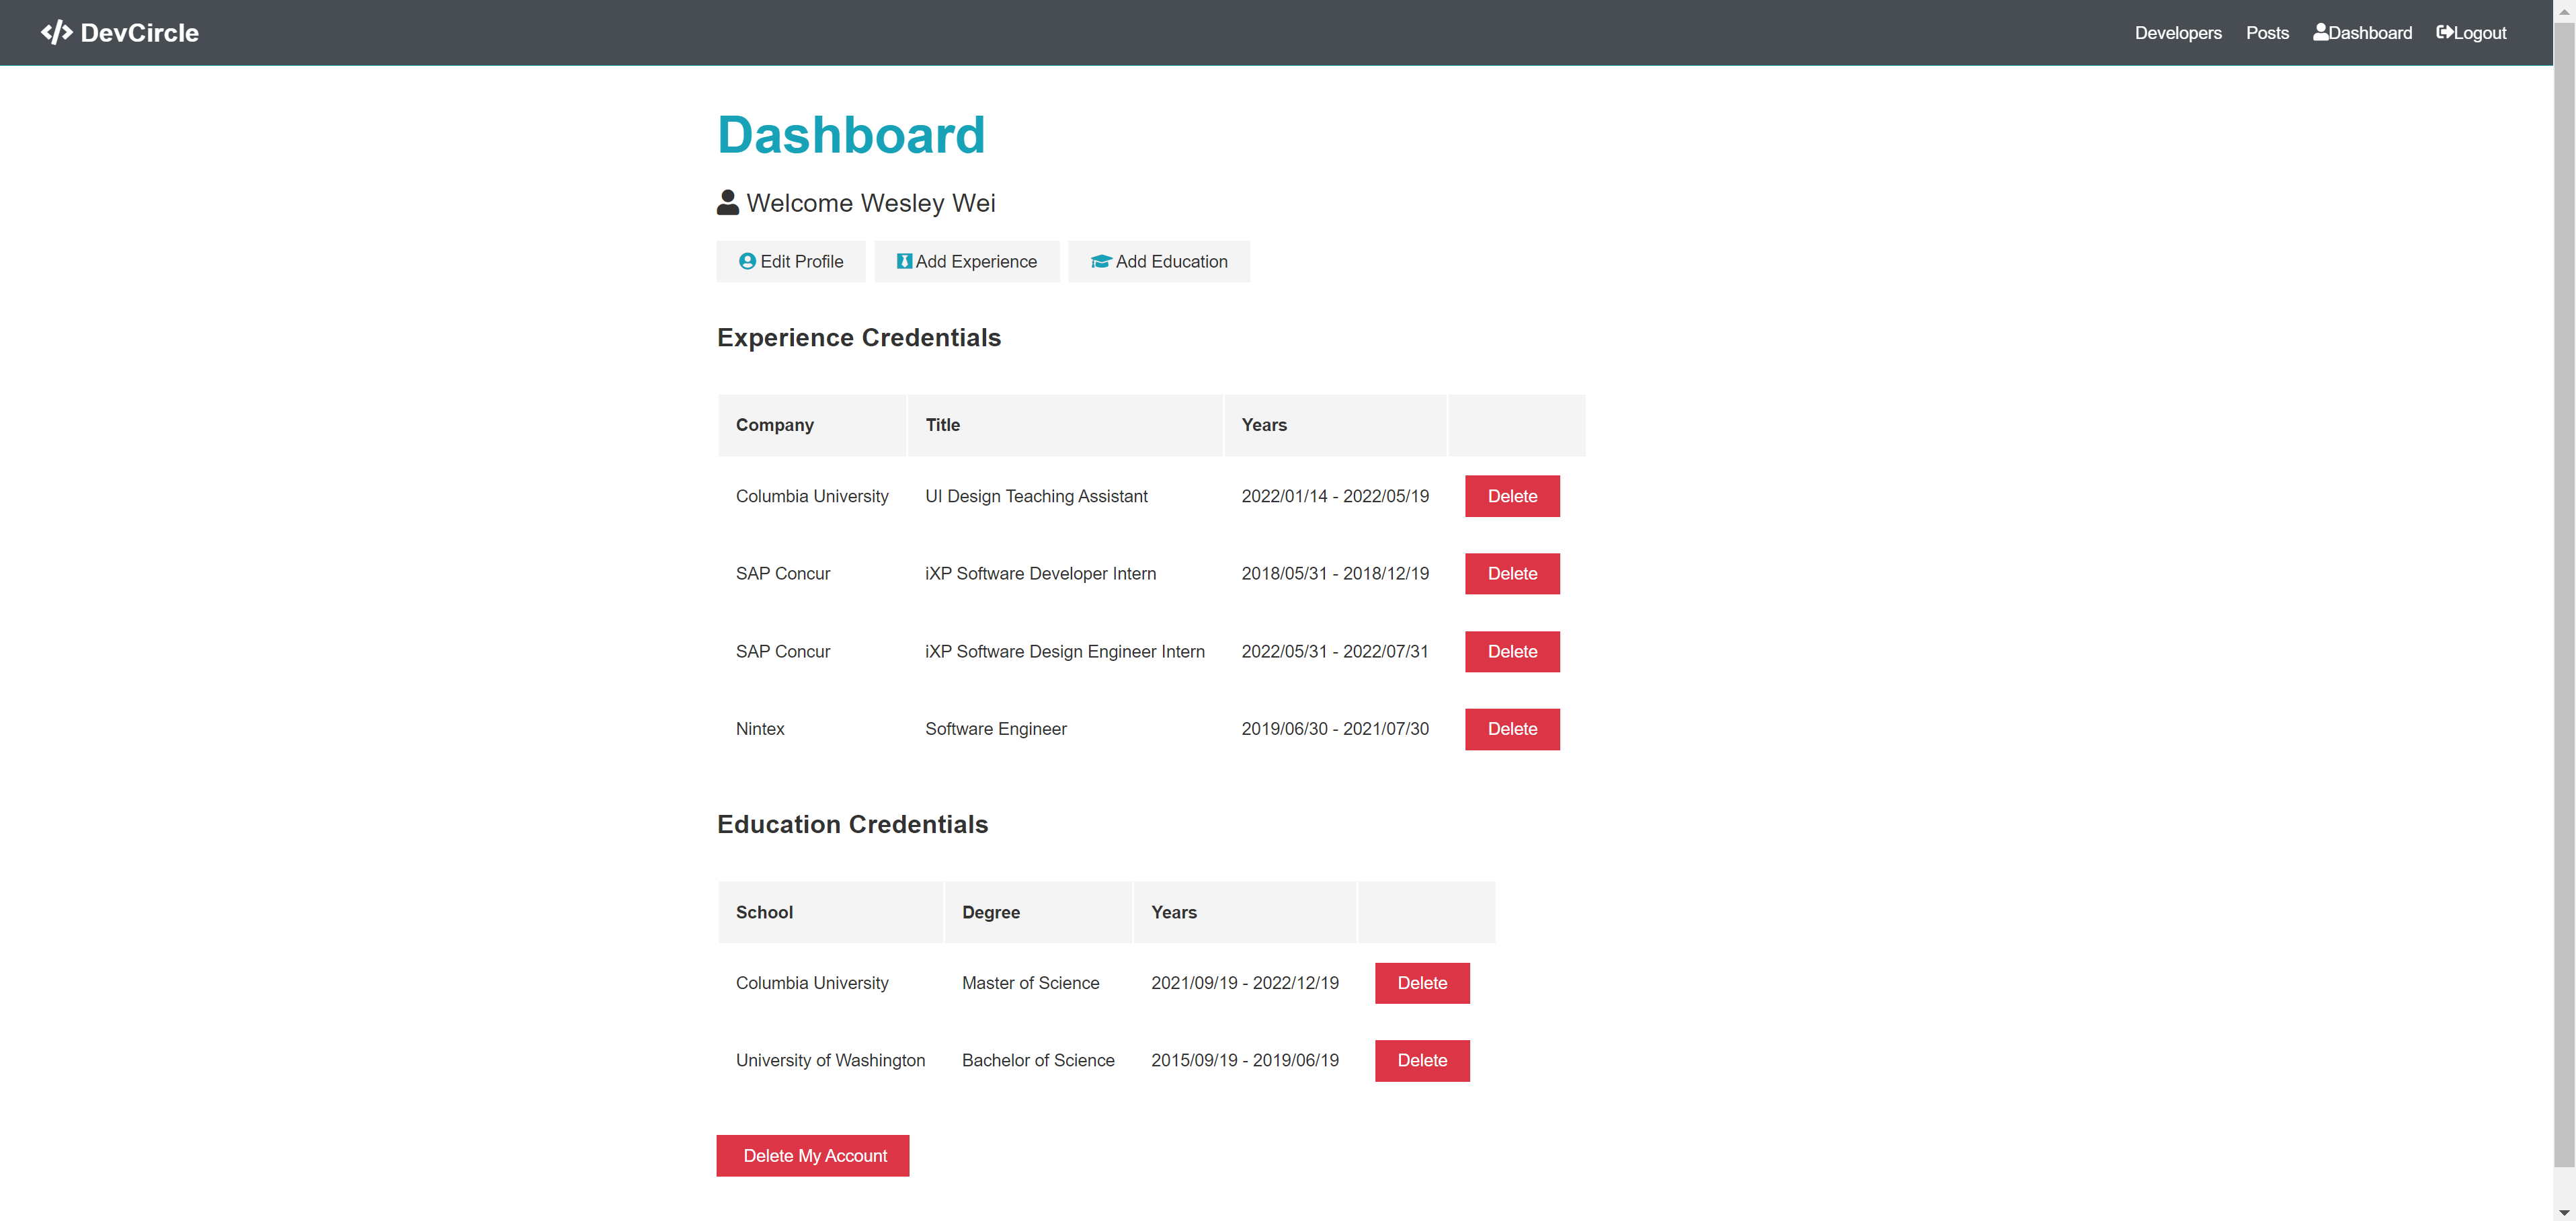 DevCircle
Developers Posts Dashboard Logout
Dashboard
Welcome Wesley Wei
Edit Profile Add Experience Add Education
Experience Credentials
Company Title Years
Columbia University UI Design Teaching Assistant 2022/01/14 - 2022/05/19 Delete
SAP Concur iXP Software Developer Intern 2018/05/31 - 2018/12/19 Delete
SAP Concur iXP Software Design Engineer Intern 2022/05/31 - 2022/07/31 Delete
Nintex Software Engineer 2019/06/30 - 2021/07/30 Delete
Education Credentials
School Degree Years
Columbia University Master of Science 2021/09/19 - 2022/12/19 Delete
University of Washington Bachelor of Science 2015/09/19 - 2019/06/19 Delete
Delete My Account